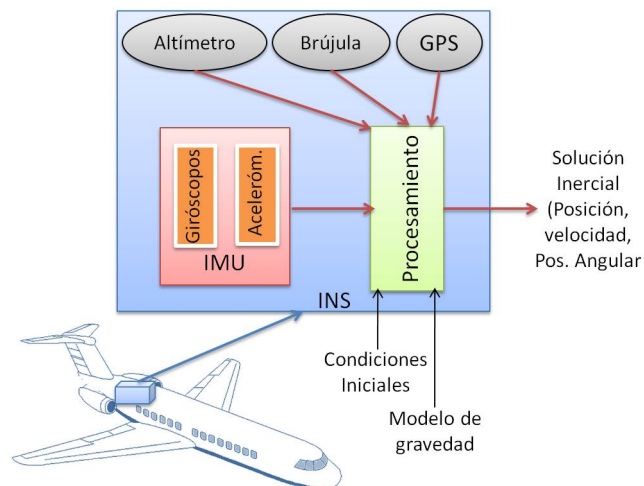 Altímetro
Brújula
GPS
Giróscopos
Aceleróm.
IMU
Procesamiento
INS
Solución
Inercial
(Posición,
velocidad,
Pos. Angular
Condiciones
Iniciales
Modelo de
gravedad